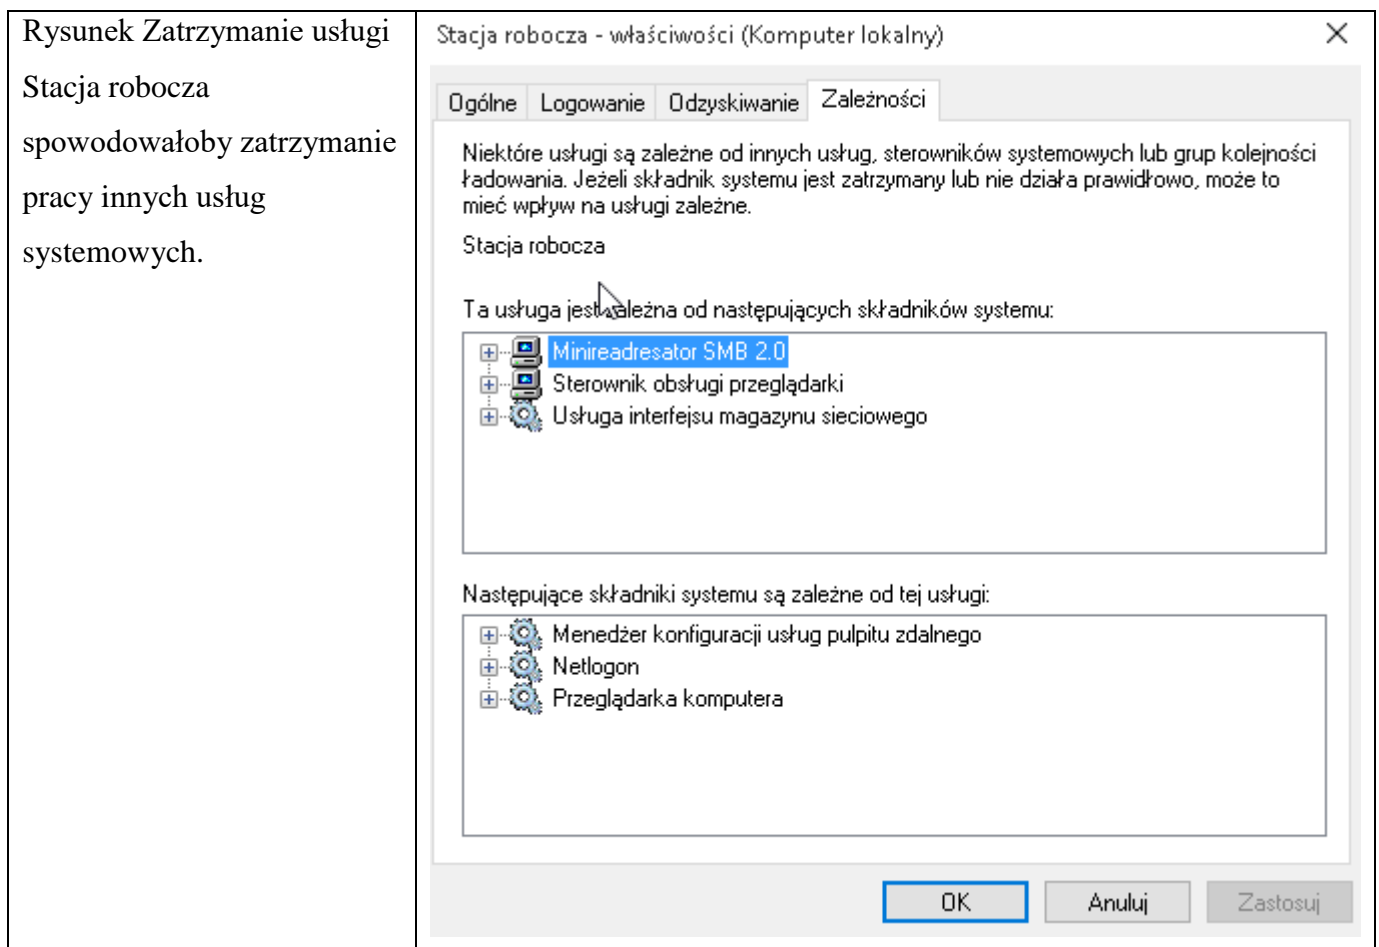 Rysunek Zatrzymanie usługi
Stacja robocza
spowodowałoby zatrzymanie
pracy innych usług
systemowych.
Stacja robocza - właściwości (Komputer lokalny)
Ogólne
Logowanie
Odzyskiwanie
Zależności
Niektóre usługi są zależne od innych usług, sterowników systemowych lub grup kolejności
ładowania. Jeżeli składnik systemu jest zatrzymany lub nie działa prawidłowo, może to
mieć wpływ na usługi zależne.
Stacja robocza
Ta usługa jest zależna od następujących składników systemu:
Minireadresator SMB 2.0
Sterownik obsługi przeglądarki
Usługa interfejsu magazynu sieciowego
Następujące składniki systemu są zależne od tej usługi:
Menedżer konfiguracji usług pulpitu zdalnego
Netlogon
Przeglądarka komputera
OK
Anuluj
Zastosuj